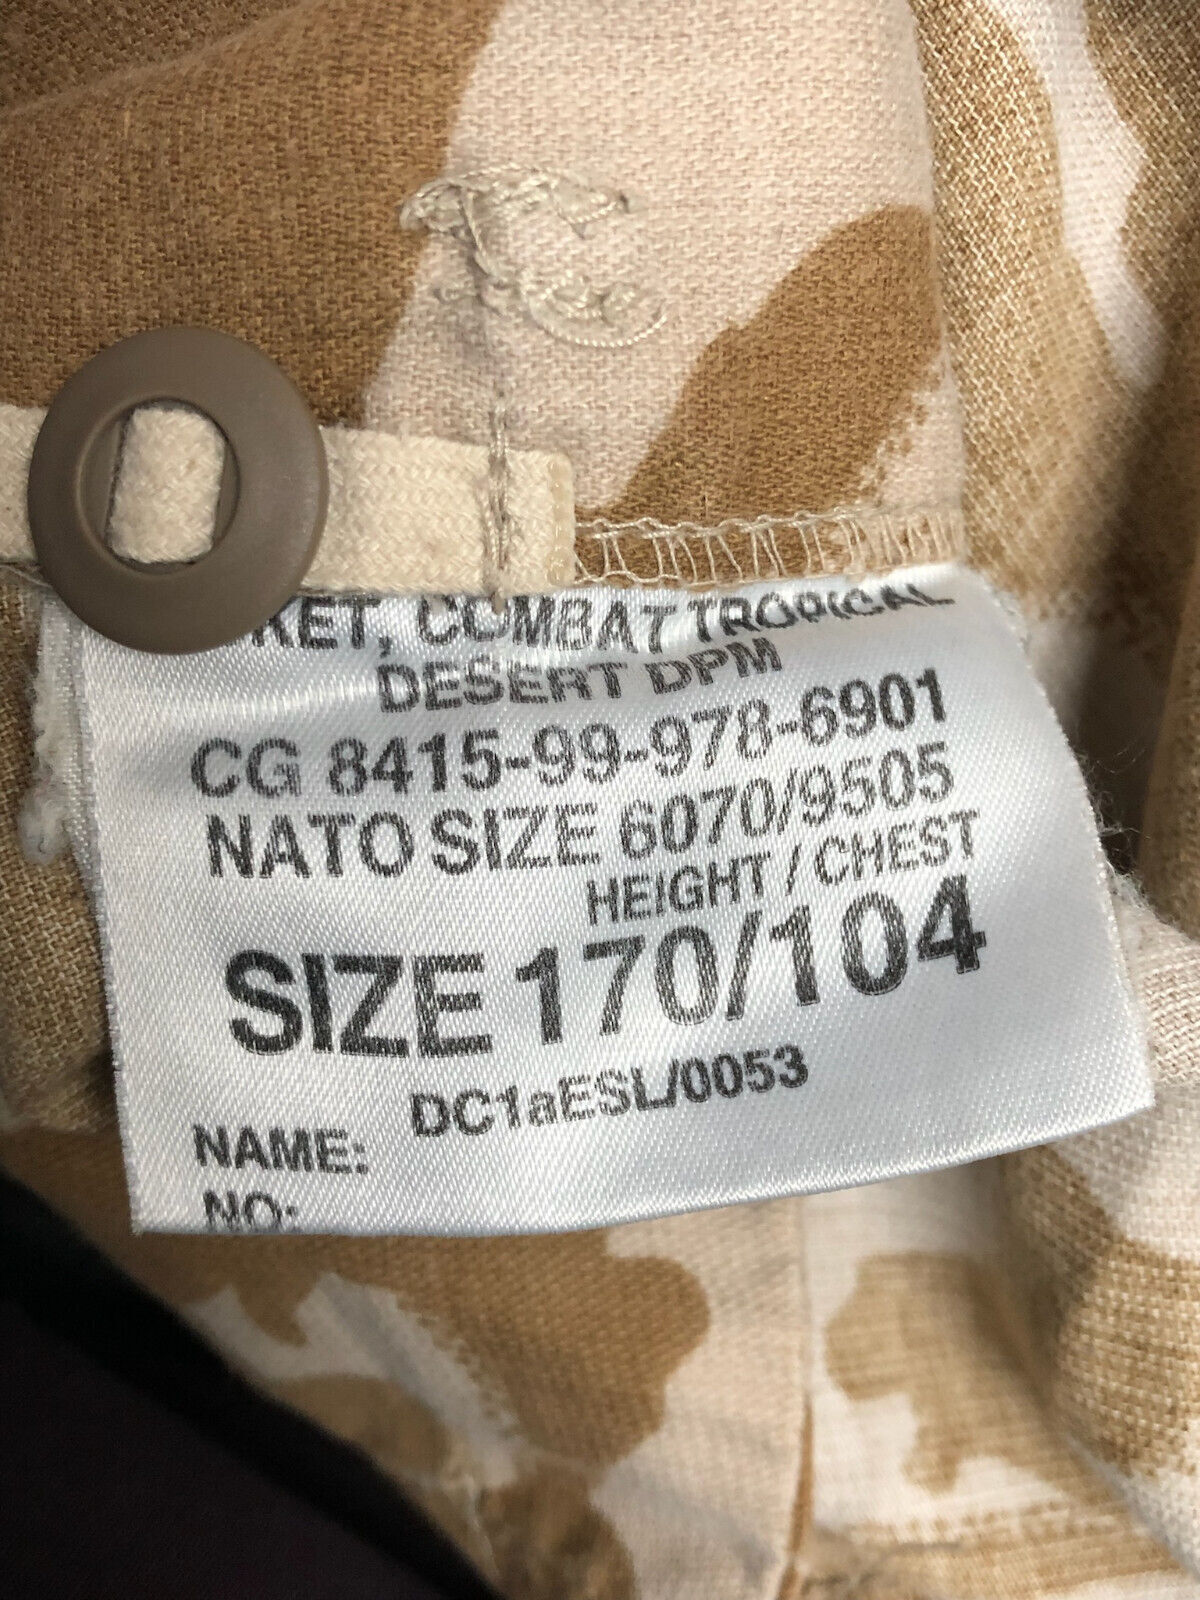 COMBAT TROPICAL
DESERT DPM
CG 8415-99-978-6901
NATO SIZE 6070/9505
HEIGHT / CHEST
SIZE 170/104
DC1aESL/0053
NAME:
NO: